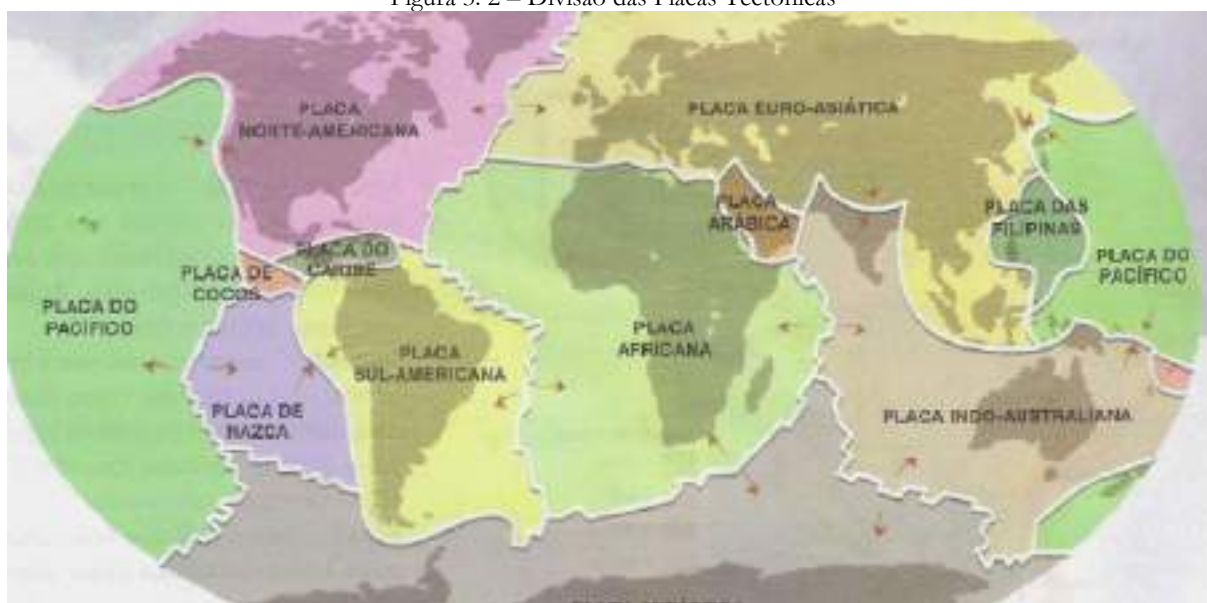 Figura 3. 2 – Divisão das Placas Tectônicas
PLACA
NORTE-AMERICANA
PLACA EURO-ASIÁTICA
PLACA
ARÁBICA
PLACA DAS
FILIPINAS
PLACA DO
CARIBE
PLACA DE
COCOS
PLACA DO
PACÍFICO
PLACA DO
PACÍFICO
PLACA
AFRICANA
PLACA
SUL-AMERICANA
PLACA DE
NAZCA
PLACA INDO-AUSTRALIANA